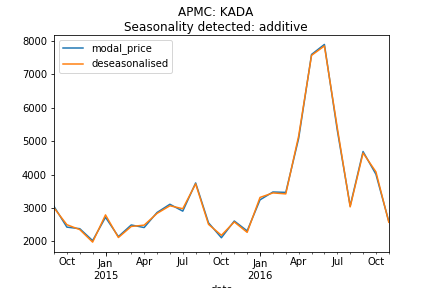 APMC: KADA
Seasonality detected: additive
modal_price
deseasonalised
8000
7000
6000
5000
4000
3000
2000
Oct Jan Apr Jul Oct Jan Apr Jul Oct
2015 2016